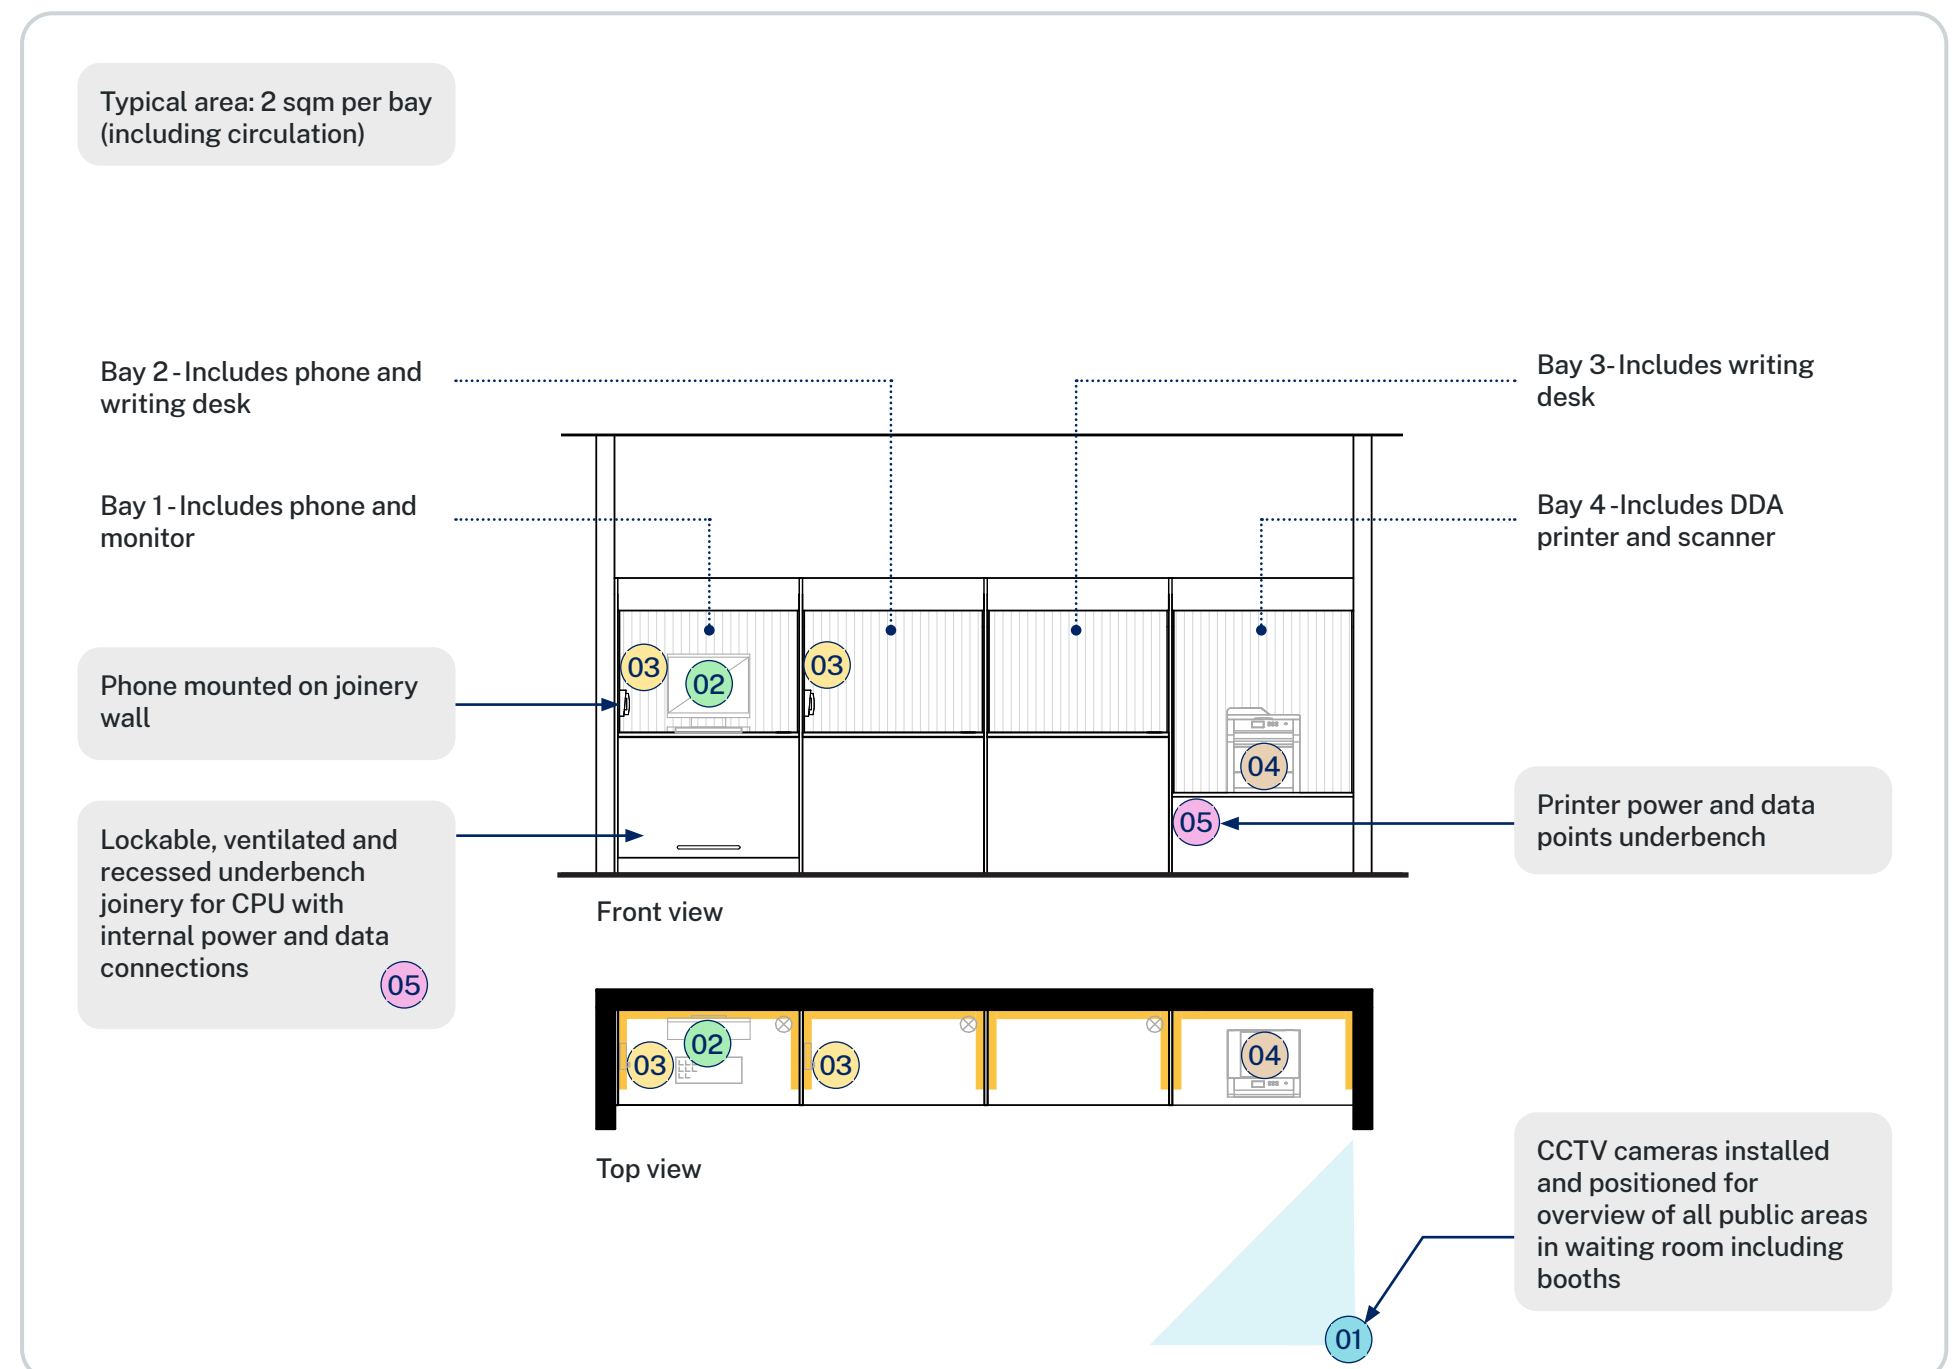 Typical area: 2 sqm per bay
(including circulation)
Bay 2 - Includes phone and
writing desk
Bay 3- Includes writing
desk
Bay 1 - Includes phone and
monitor
Bay 4 -Includes DDA
printer and scanner
Phone mounted on joinery
wall
03
02
03
04
Lockable, ventilated and
recessed underbench
joinery for CPU with
internal power and data
connections
05
05
Printer power and data
points underbench
Front view
03
02
03
04
Top view
CCTV cameras installed
and positioned for
overview of all public areas
in waiting room including
booths
01